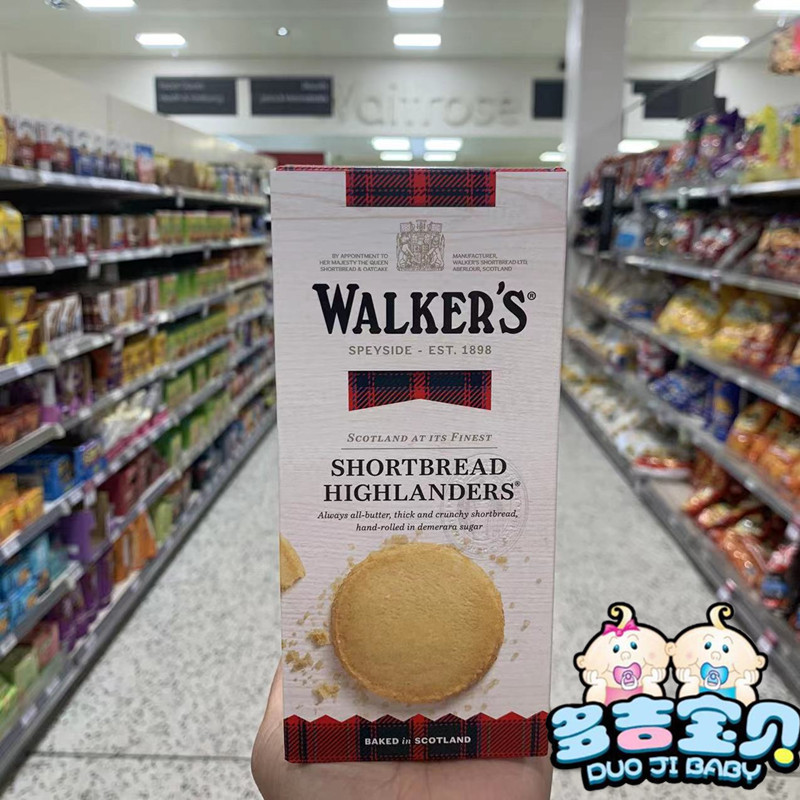 Waitrose
BY APPOINTMENT TO
HER MAJESTY THE QUEEN
SHORTBREAD & OATCAKE
MANUFACTURER,
WALKER'S SHORTBREAD LTD.
ABERLOUR, SCOTLAND
WALKER'S®
SPEYSIDE - EST. 1898
SCOTLAND AT ITS FINEST
SHORTBREAD
HIGHLANDERS®
Always all-butter, thick and crunchy shortbread,
hand-rolled in demerara sugar
BAKED in SCOTLAND
多吉宝贝
DUO JI BABY